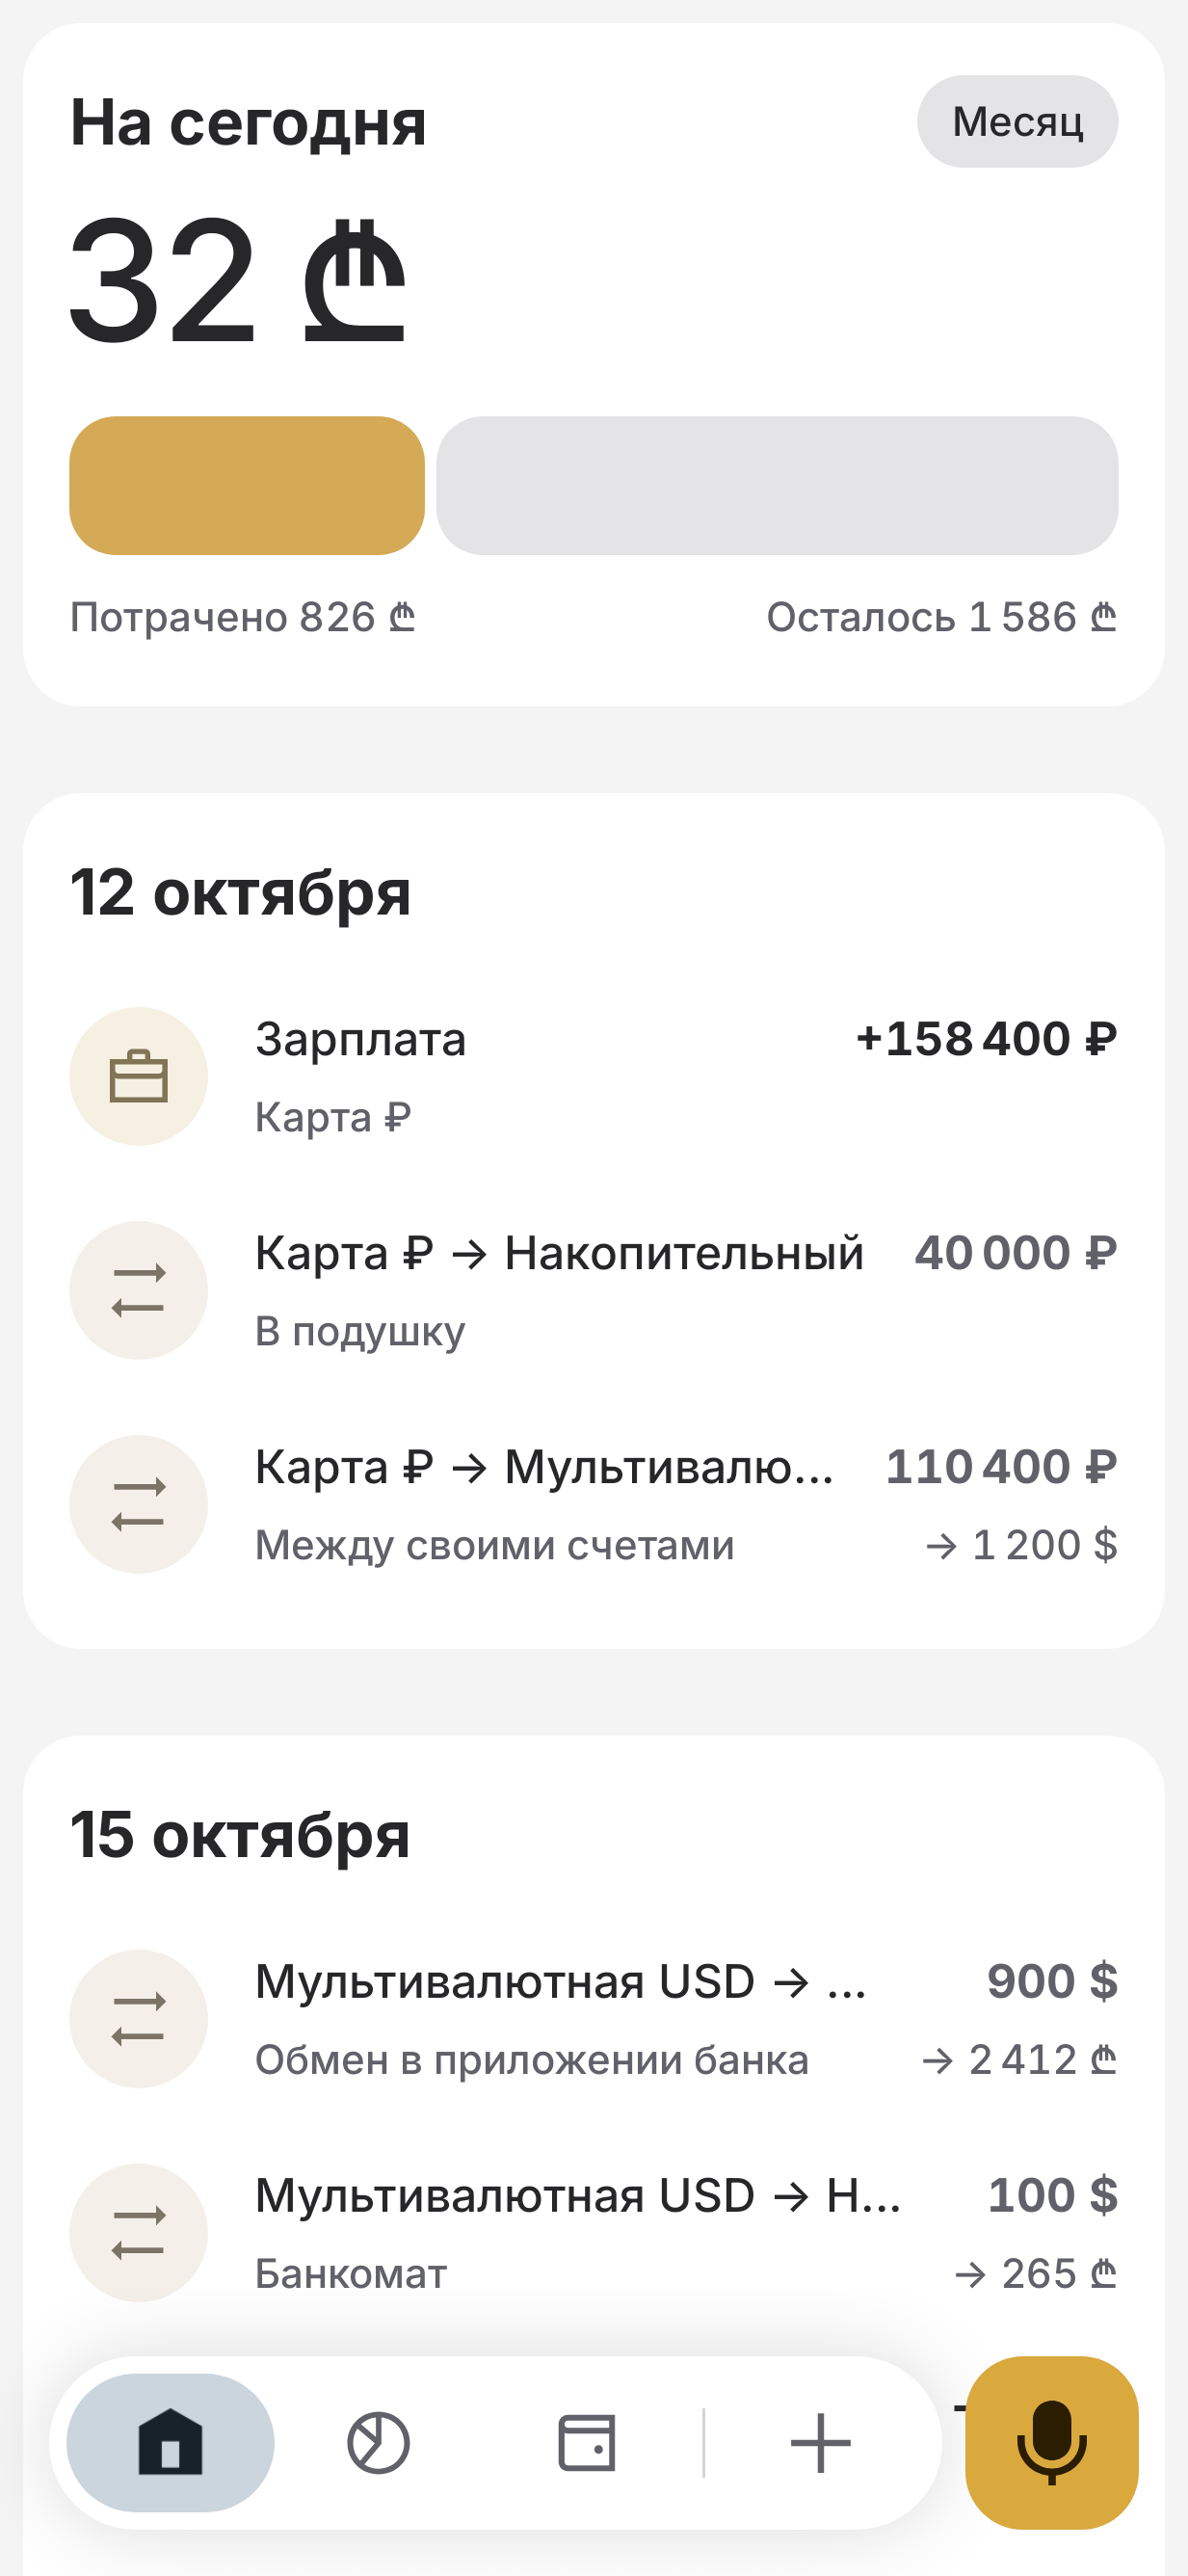 На сегодня
Месяц
32 ₾
Потрачено 826 ₾
Осталось 1 586 ₾
12 октября
Зарплата
+158 400 ₽
Карта ₽
Карта ₽ → Накопительный
40 000 ₽
В подушку
Карта ₽ → Мультивалю...
110 400 ₽
Между своими счетами
→ 1 200 $
15 октября
Мультивалютная USD → ...
900 $
Обмен в приложении банка
→ 2 412 ₾
Мультивалютная USD → Н...
100 $
Банкомат
→ 265 ₾